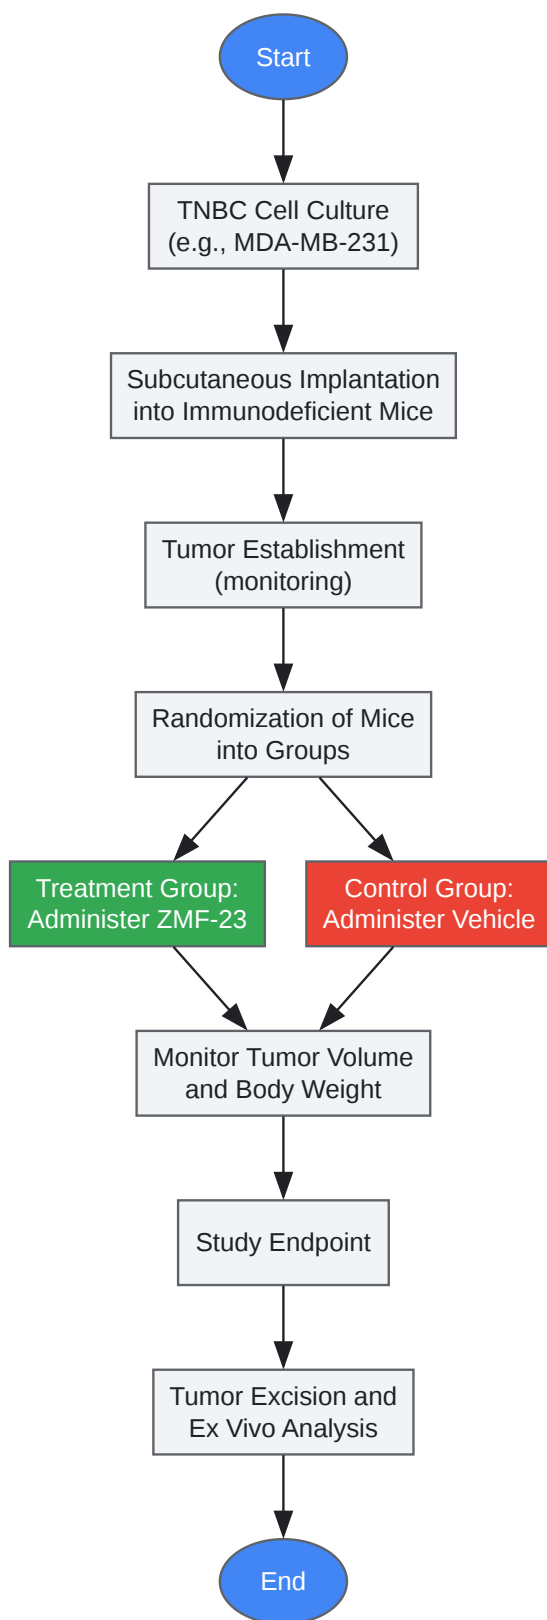 Start
TNBC Cell Culture
(e.g., MDA-MB-231)
Subcutaneous Implantation
into Immunodeficient Mice
Tumor Establishment
(monitoring)
Randomization of Mice
into Groups
Treatment Group:
Administer ZMF-23
Control Group:
Administer Vehicle
Monitor Tumor Volume
and Body Weight
Study Endpoint
Tumor Excision and
Ex Vivo Analysis
End